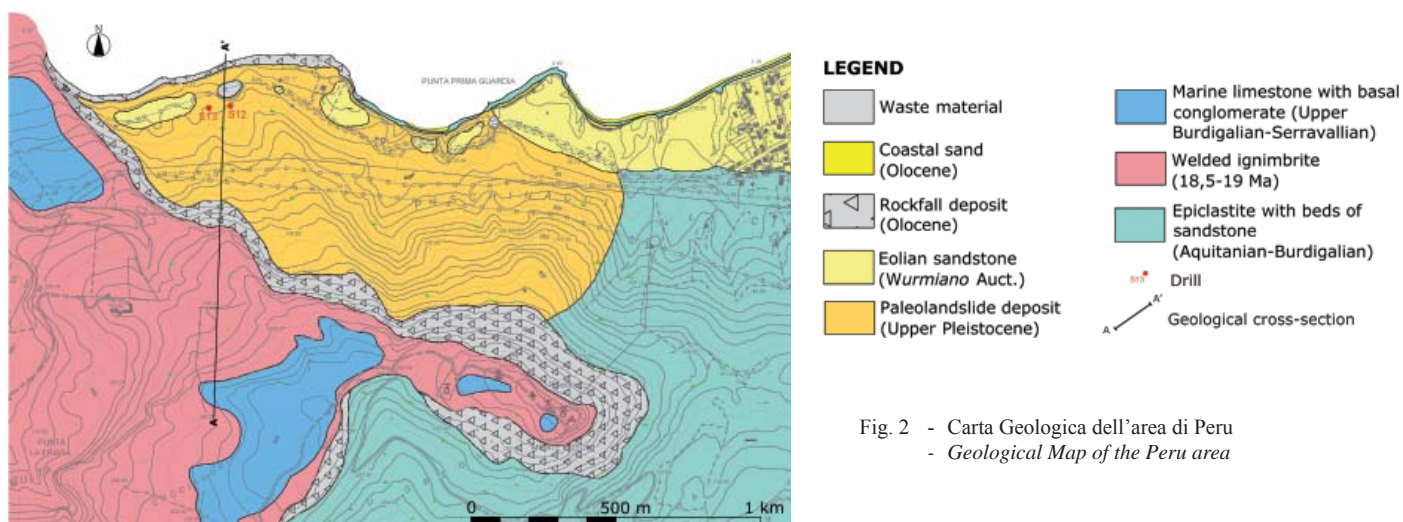 N
A'
PUNTA PRIMA GUARDIA
S13 S12
A
PUNTA
LA FRIESA
0 500 m 1 km
LEGEND
Waste material
Coastal sand
(Olocene)
Rockfall deposit
(Olocene)
Eolian sandstone
(Wurmiano Auct.)
Paleolandslide deposit
(Upper Pleistocene)
Marine limestone with basal
conglomerate (Upper
Burdigalian-Serravallian)
Welded ignimbrite
(18,5-19 Ma)
Epiclastite with beds of
sandstone
(Aquitanian-Burdigalian)
S13 Drill
A A' Geological cross-section
Fig. 2 - Carta Geologica dell'area di Peru
- Geological Map of the Peru area